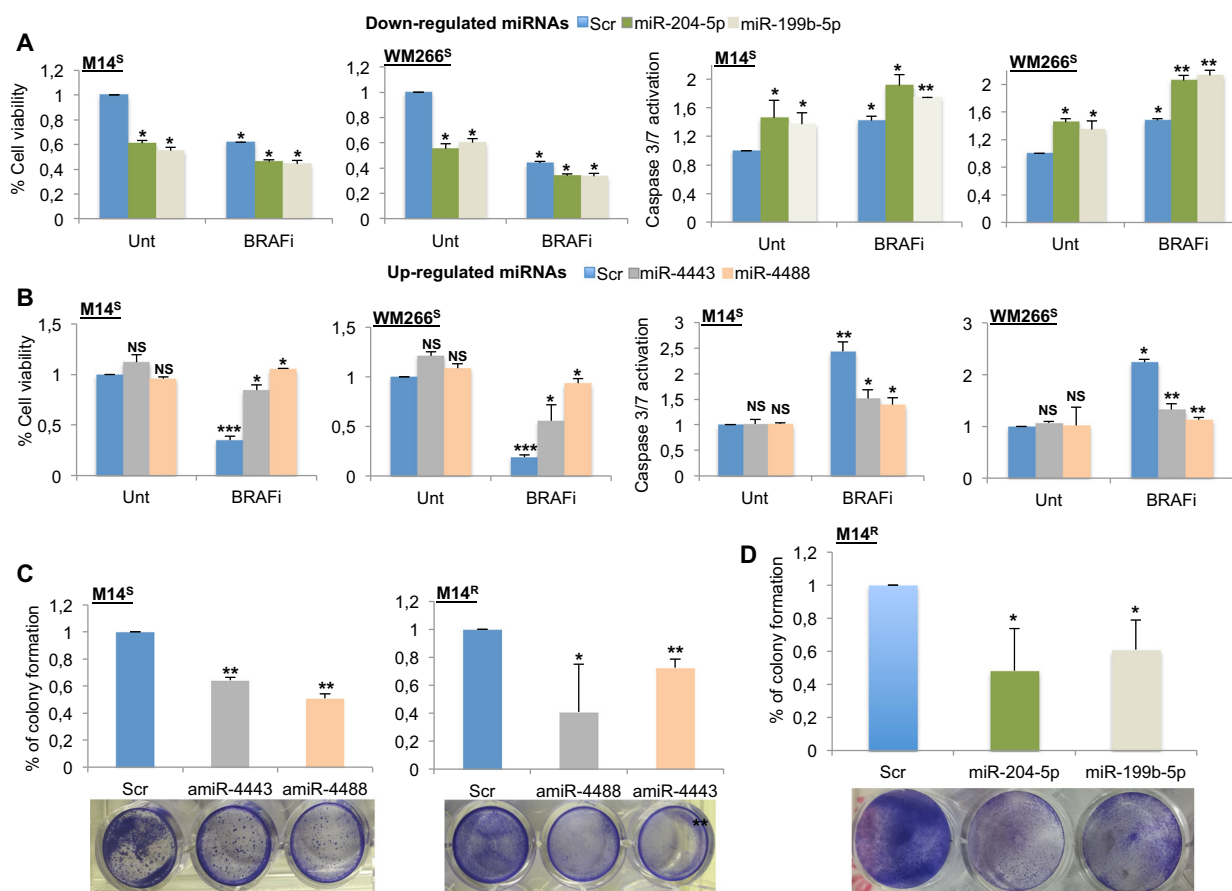 Down-regulated miRNAs Scr miR-204-5p miR-199b-5p
A
M14S
% Cell viability
1,2
1
0,8
0,6
0,4
0,2
0
* * * * *
Unt BRAFi
WM266S
1,2
1
0,8
0,6
0,4
0,2
0
* * * * *
Unt BRAFi
M14S
Caspase 3/7 activation
2
1,6
1,2
0,8
0,4
0
* * * * **
Unt BRAFi
WM266S
2
1,6
1,2
0,8
0,4
0
* * * ** **
Unt BRAFi
Up-regulated miRNAs Scr miR-4443 miR-4488
B
M14S
% Cell viability
1,5
1
0,5
0
NS NS *** * *
Unt BRAFi
WM266S
1,5
1
0,5
0
NS NS *** * *
Unt BRAFi
M14S
Caspase 3/7 activation
3
2,5
2
1,5
1
0,5
0
NS NS ** * *
Unt BRAFi
WM266S
3
2
1
0
NS NS * ** **
Unt BRAFi
C
M14S
% of colony formation
1,2
1
0,8
0,6
0,4
0,2
0
** **
Scr amiR-4443 amiR-4488
M14R
1,2
1
0,8
0,6
0,4
0,2
0
* **
Scr amiR-4488 amiR-4443
**
D
M14R
% of colony formation
1,2
1
0,8
0,6
0,4
0,2
0
* *
Scr miR-204-5p miR-199b-5p